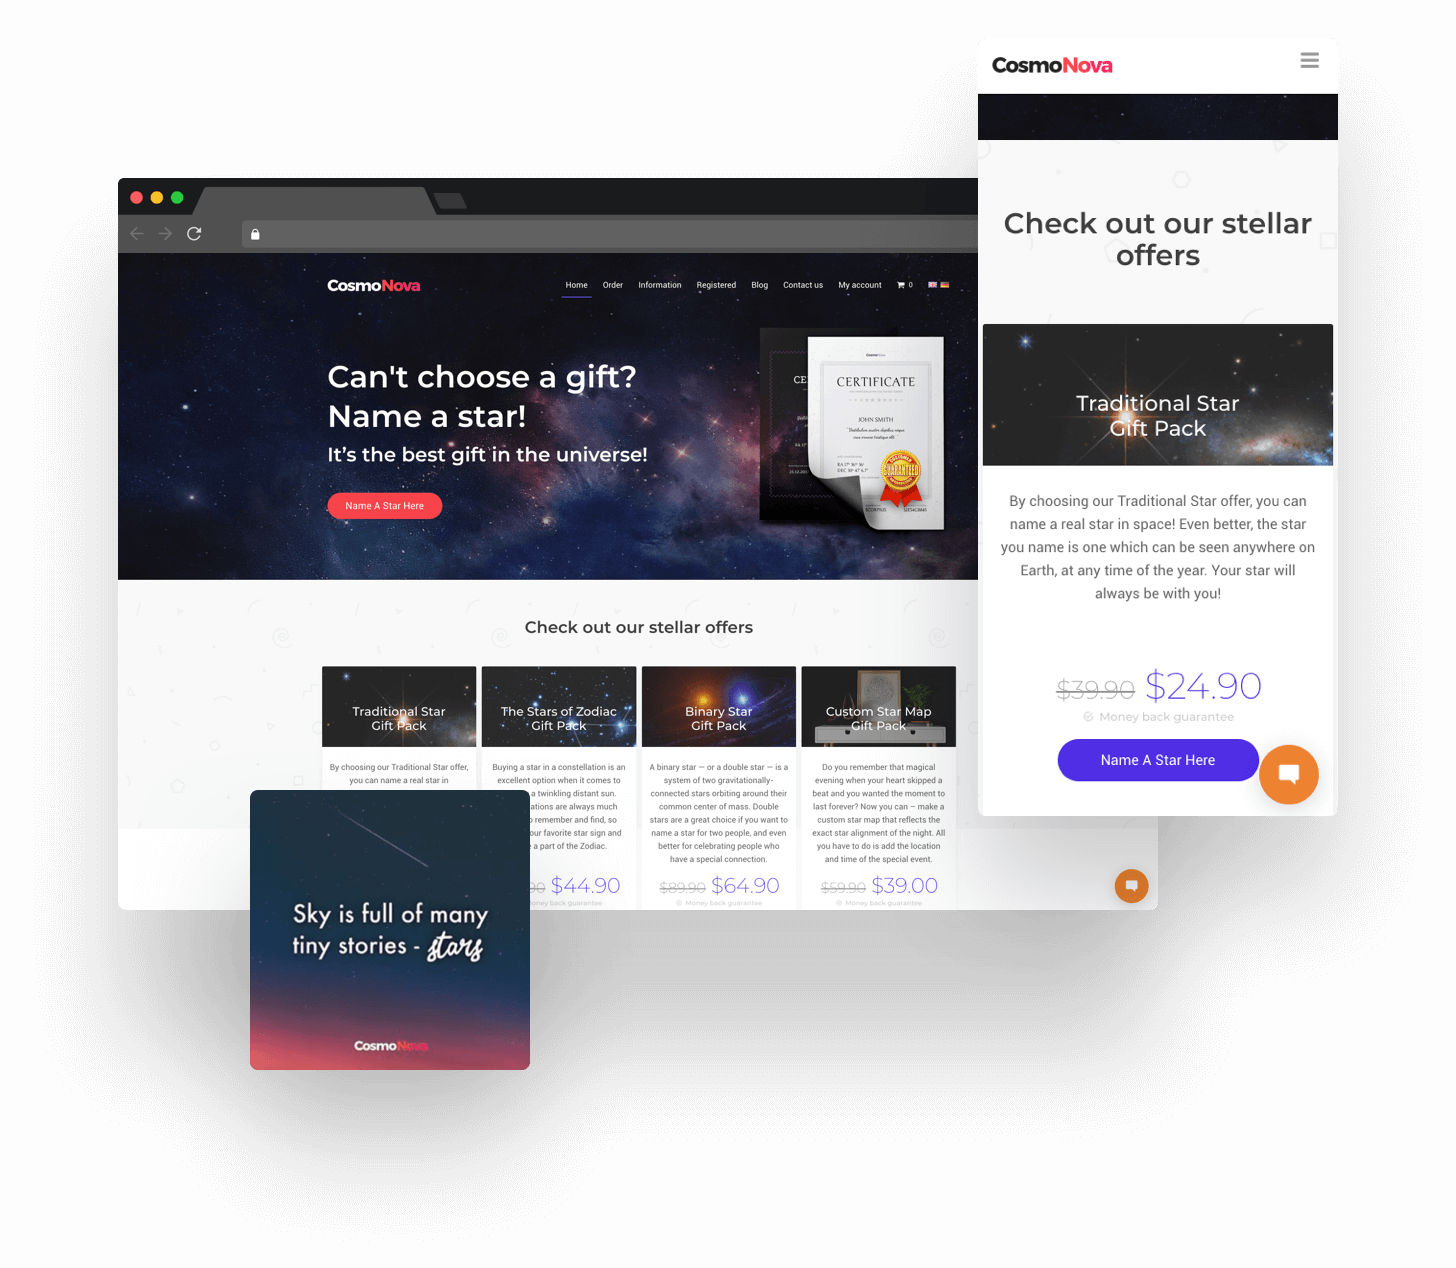 CosmoNova
Home Order Information Registered Blog Contact us My account 0
Can't choose a gift?
Name a star!
It's the best gift in the universe!
Name A Star Here
CE
CosmoNova
CERTIFICATE
JOHN SMITH
RA 17° 36' 36"
DEC 38° 47' 6.7"
GUARANTEED
SCORPIUS
Check out our stellar offers
Traditional Star
Gift Pack
By choosing our Traditional Star offer,
you can name a real star in
The Stars of Zodiac
Gift Pack
Buying a star in a constellation is an
excellent option when it comes to
a twinkling distant sun.
ations are always much
o remember and find, so
our favorite star sign and
e a part of the Zodiac.
90 $44.90
Money back guarantee
Binary Star
Gift Pack
A binary star — or a double star — is a
system of two gravitationally-
connected stars orbiting around their
common center of mass. Double
stars are a great choice if you want to
name a star for two people, and even
better for celebrating people who
have a special connection.
$89.90 $64.90
Money back guarantee
Custom Star Map
Gift Pack
Do you remember that magical
evening when your heart skipped a
beat and you wanted the moment to
last forever? Now you can – make a
custom star map that reflects the
exact star alignment of the night. All
you have to do is add the location
and time of the special event.
$59.90 $39.00
Money back guarantee
CosmoNova
Check out our stellar
offers
Traditional Star
Gift Pack
By choosing our Traditional Star offer, you can
name a real star in space! Even better, the star
you name is one which can be seen anywhere on
Earth, at any time of the year. Your star will
always be with you!
$39.90 $24.90
Money back guarantee
Name A Star Here
Sky is full of many
tiny stories - stars
CosmoNova